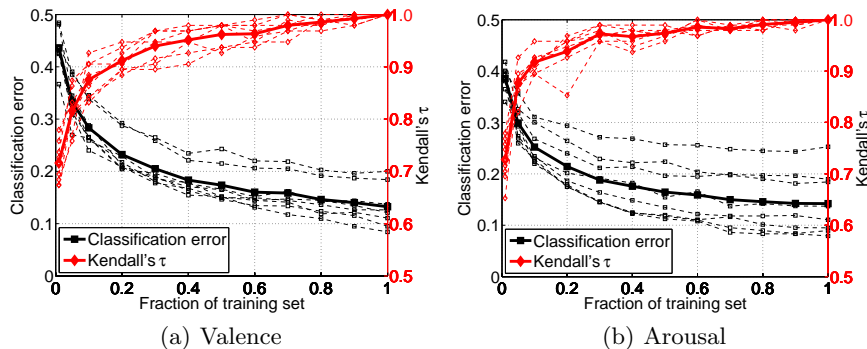 0.5
0.4
0.3
0.2
0.1
0
Classification error
1.0
0.9
0.8
0.7
0.6
0.5
Kendall's τ
0 0.2 0.4 0.6 0.8 1
Fraction of training set
Classification error
Kendall's τ
(a) Valence
0.5
0.4
0.3
0.2
0.1
0
Classification error
1.0
0.9
0.8
0.7
0.6
0.5
Kendall's τ
0 0.2 0.4 0.6 0.8 1
Fraction of training set
Classification error
Kendall's τ
(b) Arousal